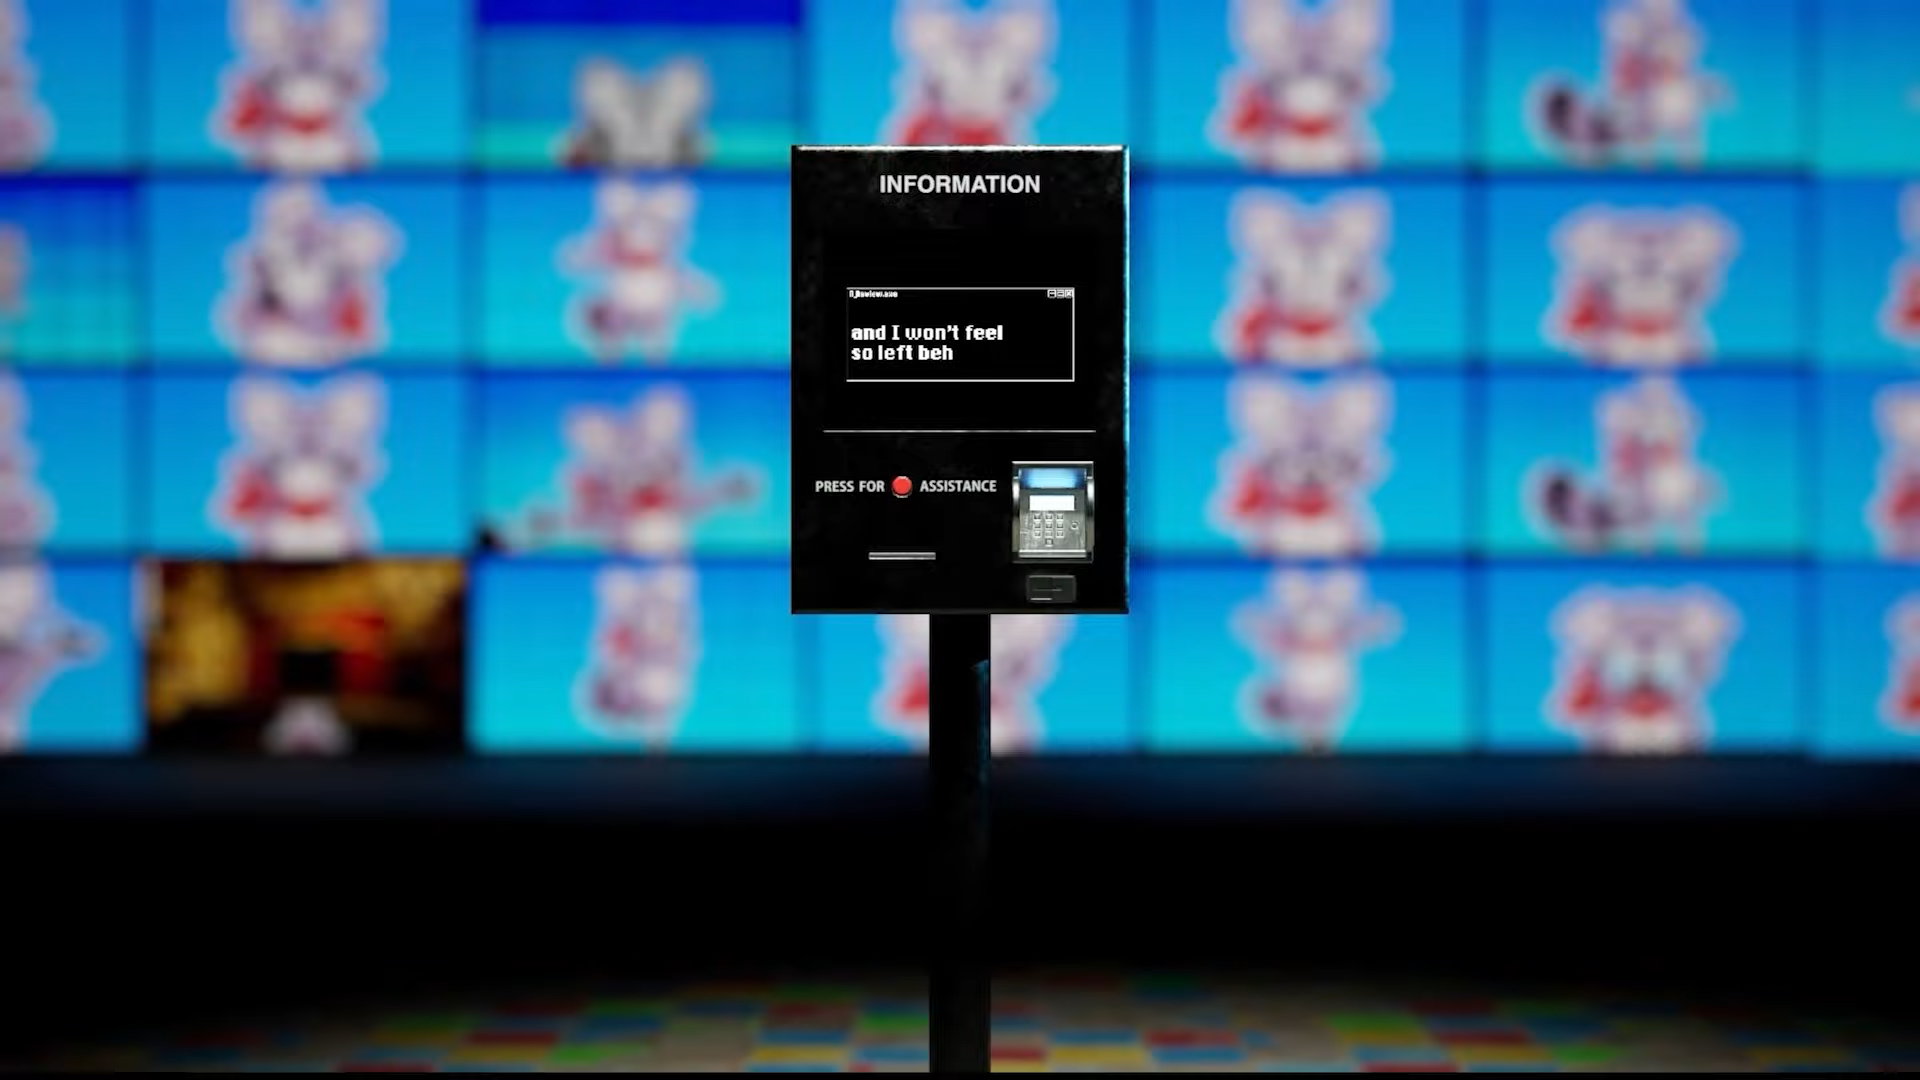 INFORMATION
and I won't feel
so left beh
PRESS FOR ASSISTANCE